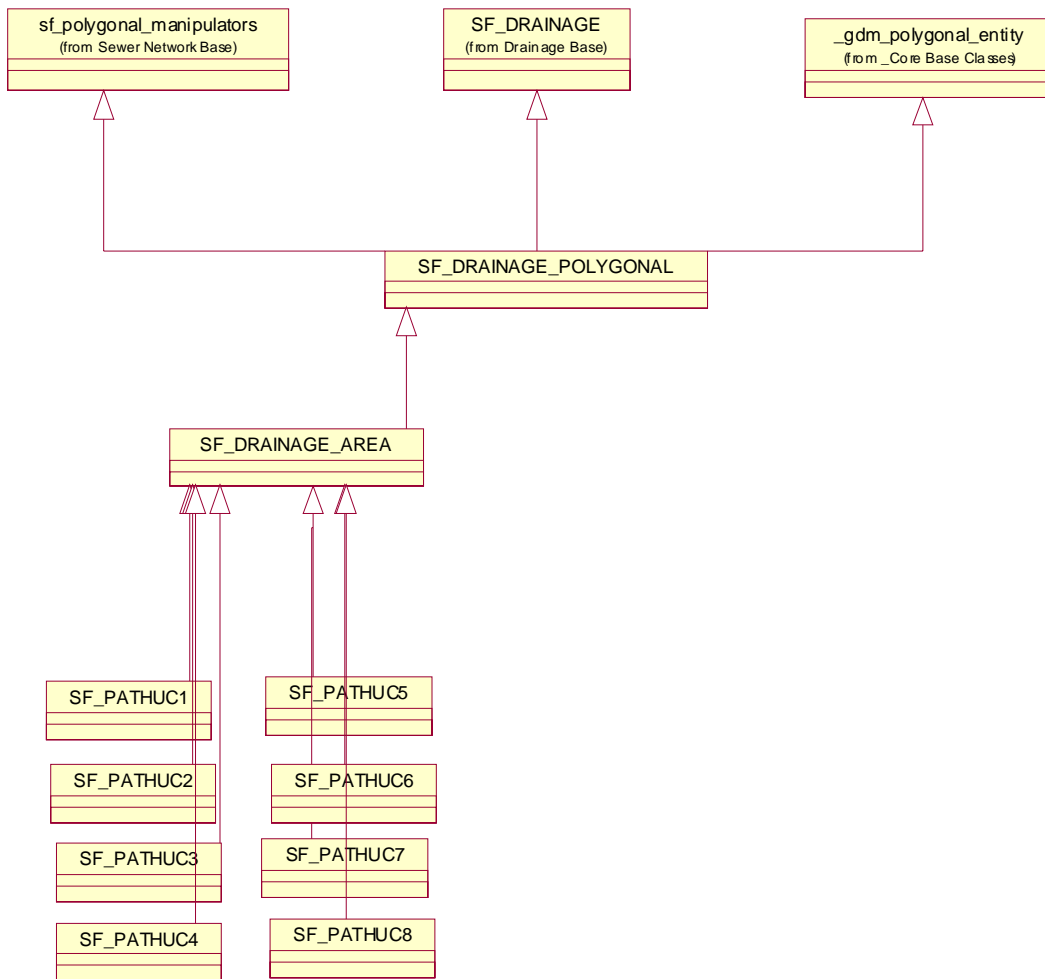 sf_polygonal_manipulators
(from Sewer Network Base)
SF_DRAINAGE
(from Drainage Base)
_gdm_polygonal_entity
(from _Core Base Classes)
SF_DRAINAGE_POLYGONAL
SF_DRAINAGE_AREA
SF_PATHUC1
SF_PATHUC5
SF_PATHUC2
SF_PATHUC6
SF_PATHUC3
SF_PATHUC7
SF_PATHUC4
SF_PATHUC8